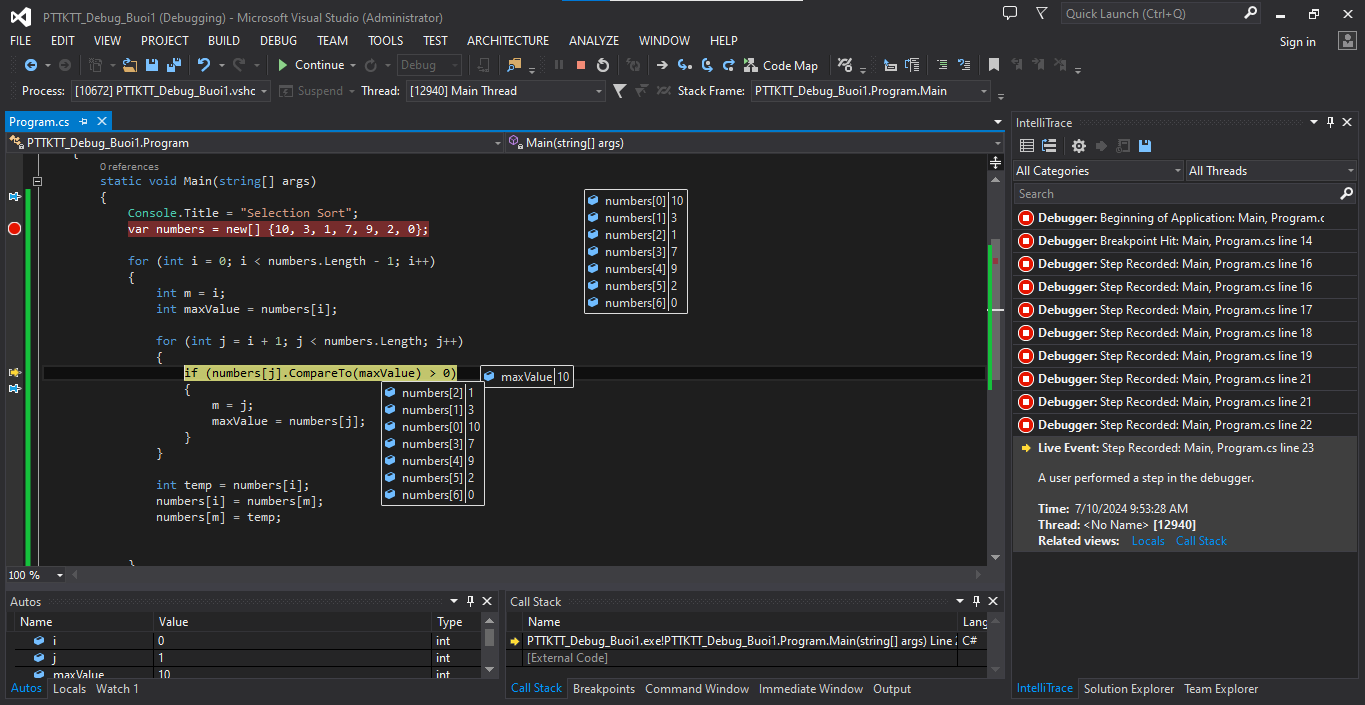 PTTKTT_Debug_Buoi1 (Debugging) - Microsoft Visual Studio (Administrator)
Quick Launch (Ctrl+Q)
FILE EDIT VIEW PROJECT BUILD DEBUG TEAM TOOLS TEST ARCHITECTURE ANALYZE WINDOW HELP
Sign in
Continue Debug Code Map
Process: [10672] PTTKTT_Debug_Buoi1.vshc Suspend Thread: [12940] Main Thread Stack Frame: PTTKTT_Debug_Buoi1.Program.Main
Program.cs
PTTKTT_Debug_Buoi1.Program
Main(string[] args)
{
0 references
static void Main(string[] args)
{
Console.Title = "Selection Sort";
var numbers = new[] {10, 3, 1, 7, 9, 2, 0};
for (int i = 0; i < numbers.Length - 1; i++)
{
int m = i;
int maxValue = numbers[i];
for (int j = i + 1; j < numbers.Length; j++)
{
if (numbers[j].CompareTo(maxValue) > 0)
{
m = j;
maxValue = numbers[j];
}
}
int temp = numbers[i];
numbers[i] = numbers[m];
numbers[m] = temp;
}
numbers[0] 10
numbers[1] 3
numbers[2] 1
numbers[3] 7
numbers[4] 9
numbers[5] 2
numbers[6] 0
maxValue 10
numbers[2] 1
numbers[1] 3
numbers[0] 10
numbers[3] 7
numbers[4] 9
numbers[5] 2
numbers[6] 0
100 %
IntelliTrace
All Categories All Threads
Search
Debugger: Beginning of Application: Main, Program.c
Debugger: Breakpoint Hit: Main, Program.cs line 14
Debugger: Step Recorded: Main, Program.cs line 16
Debugger: Step Recorded: Main, Program.cs line 16
Debugger: Step Recorded: Main, Program.cs line 17
Debugger: Step Recorded: Main, Program.cs line 18
Debugger: Step Recorded: Main, Program.cs line 19
Debugger: Step Recorded: Main, Program.cs line 21
Debugger: Step Recorded: Main, Program.cs line 21
Debugger: Step Recorded: Main, Program.cs line 22
Live Event: Step Recorded: Main, Program.cs line 23
A user performed a step in the debugger.
Time: 7/10/2024 9:53:28 AM
Thread: <No Name> [12940]
Related views: Locals Call Stack
Autos
Name Value Type
i 0 int
j 1 int
maxValue 10 int
Autos Locals Watch 1
Call Stack
Name Lang
PTTKTT_Debug_Buoi1.exe!PTTKTT_Debug_Buoi1.Program.Main(string[] args) Line C#
[External Code]
Call Stack Breakpoints Command Window Immediate Window Output
IntelliTrace Solution Explorer Team Explorer